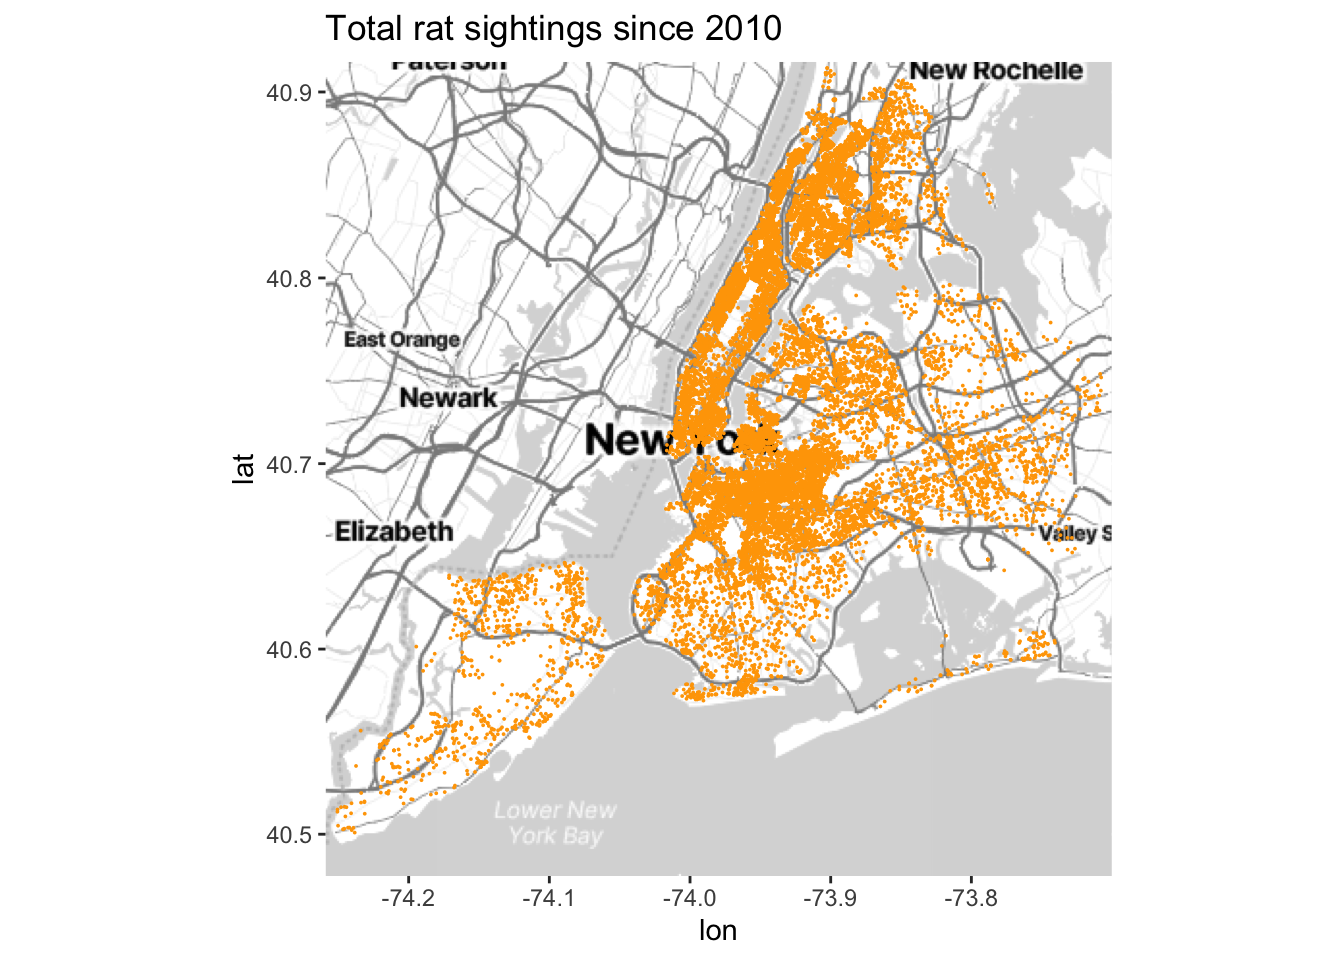 Total rat sightings since 2010
Paterson
New Rochelle
40.9
40.8
East Orange
Newark
New York
lat
40.7
Elizabeth
Valley S
40.6
Lower New
York Bay
40.5
-74.2
-74.1
-74.0
-73.9
-73.8
lon